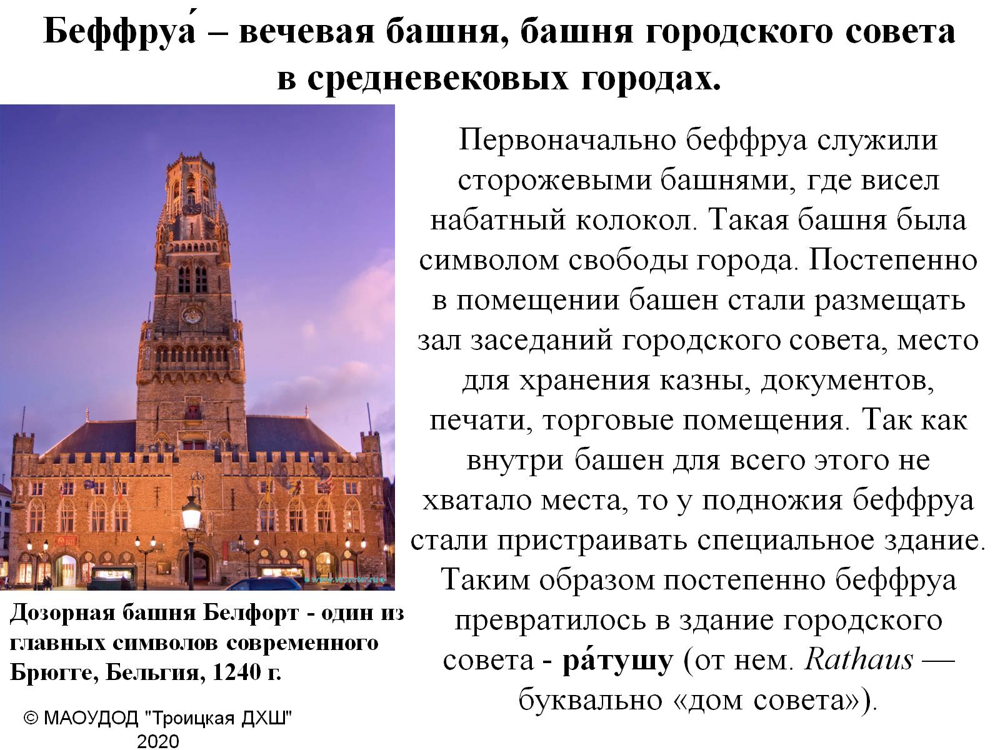 Беффруа́ – вечевая башня, башня городского совета
в средневековых городах.
Первоначально беффруа служили
сторожевыми башнями, где висел
набатный колокол. Такая башня была
символом свободы города. Постепенно
в помещении башен стали размещать
зал заседаний городского совета, место
для хранения казны, документов,
печати, торговые помещения. Так как
внутри башен для всего этого не
хватало места, то у подножия беффруа
стали пристраивать специальное здание.
Таким образом постепенно беффруа
превратилось в здание городского
совета - ра́тушу (от нем. Rathaus —
буквально «дом совета»).
© www.vesveter.ru ©
Дозорная башня Белфорт - один из
главных символов современного
Брюгге, Бельгия, 1240 г.
© МАОУДОД "Троицкая ДХШ"
2020